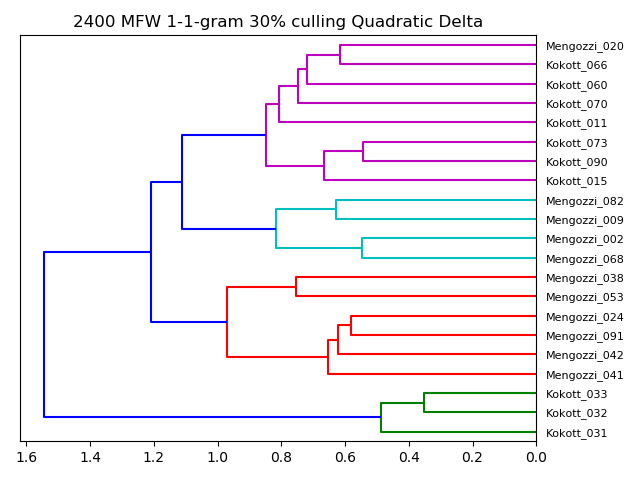 2400 MFW 1-1-gram 30% culling Quadratic Delta
Mengozzi_020
Kokott_066
Kokott_060
Kokott_070
Kokott_011
Kokott_073
Kokott_090
Kokott_015
Mengozzi_082
Mengozzi_009
Mengozzi_002
Mengozzi_068
Mengozzi_038
Mengozzi_053
Mengozzi_024
Mengozzi_091
Mengozzi_042
Mengozzi_041
Kokott_033
Kokott_032
Kokott_031
1.6 1.4 1.2 1.0 0.8 0.6 0.4 0.2 0.0